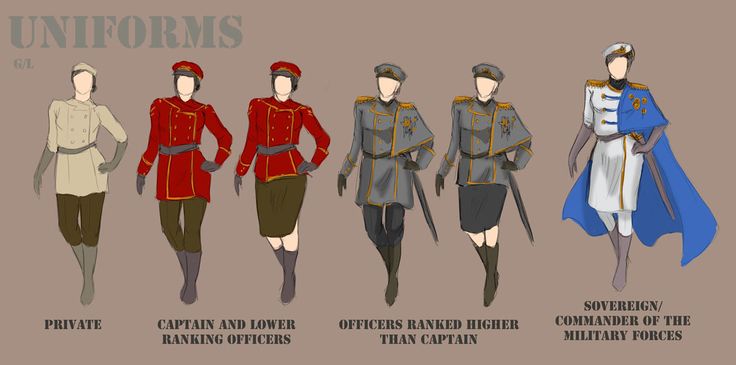 UNIFORMS
G/L
PRIVATE
CAPTAIN AND LOWER
RANKING OFFICERS
OFFICERS RANKED HIGHER
THAN CAPTAIN
SOVEREIGN/
COMMANDER OF THE
MILITARY FORCES